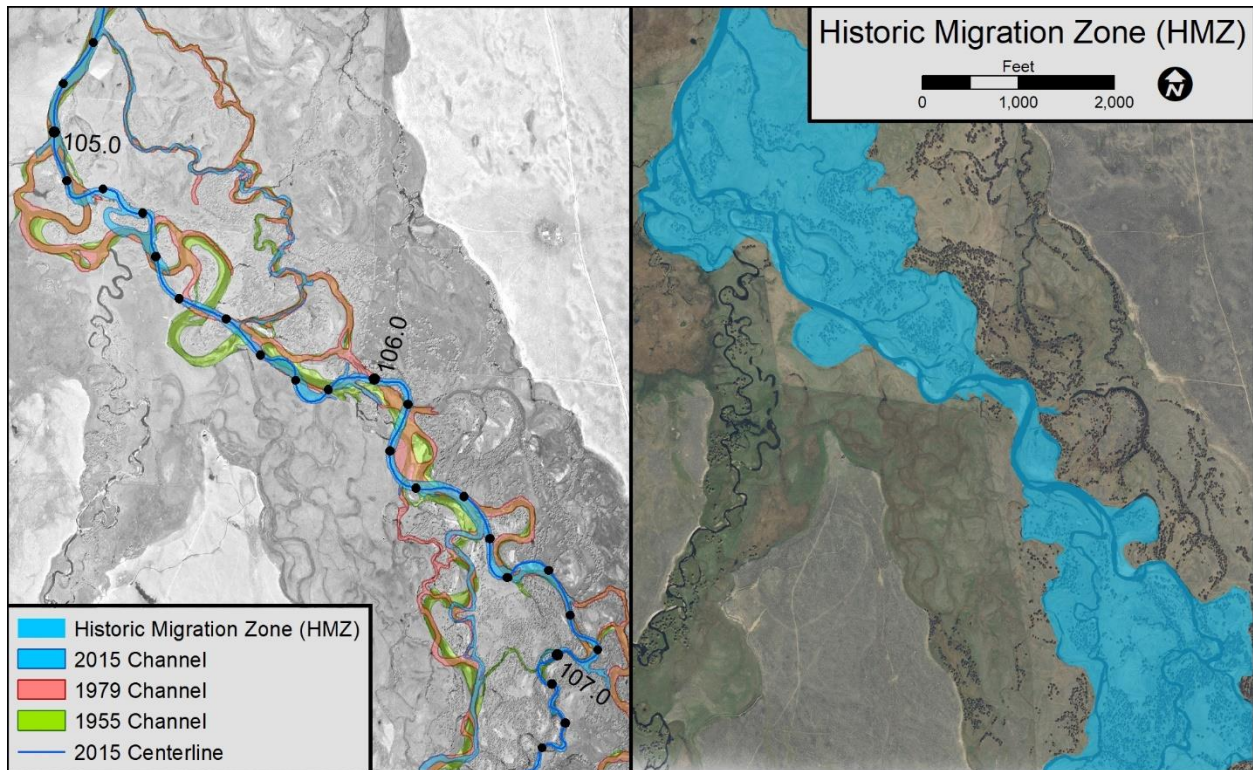 Historic Migration Zone (HMZ)
Feet
0 1,000 2,000
N
105.0
106.0
107.0
Historic Migration Zone (HMZ)
2015 Channel
1979 Channel
1955 Channel
2015 Centerline